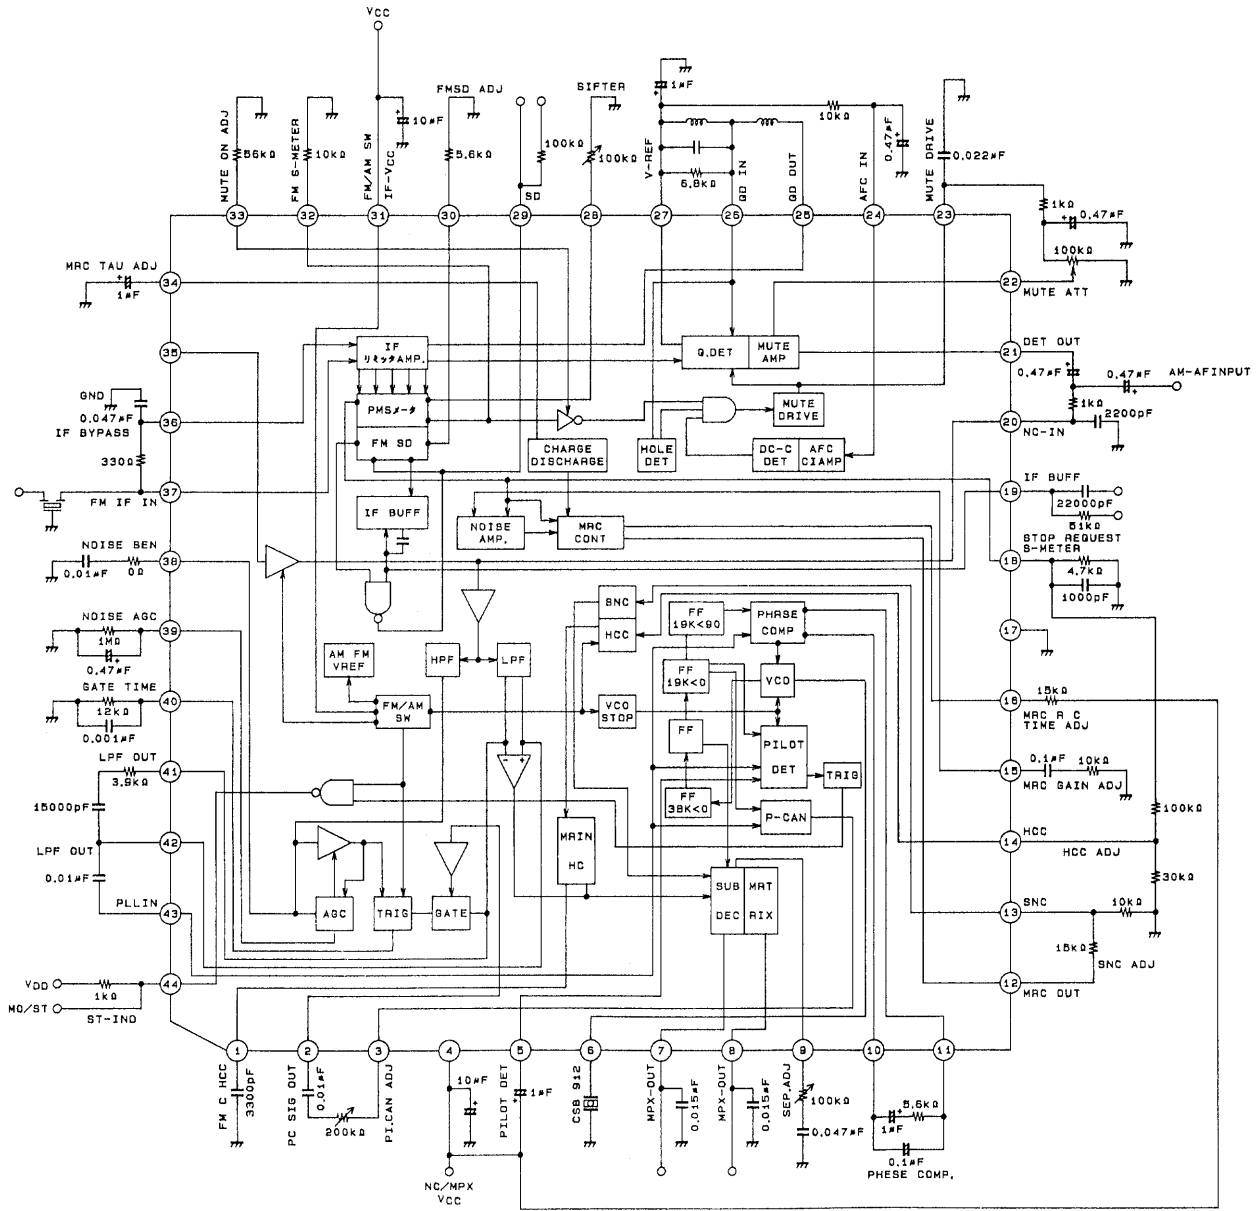 VCC
MUTE ON ADJ
56kΩ
FM S-METER
10kΩ
FM/AM SW
IF-VCC
10μF
FMSD ADJ
5.6kΩ
SD
100kΩ
SIFTER
100kΩ
V-REF
1μF
6.8kΩ
QD IN
QD OUT
10kΩ
AFC IN
0.47μF
MUTE DRIVE
0.022μF
1kΩ
0.47μF
100kΩ
33
32
31
30
29
28
27
26
25
24
23
MRC TAU ADJ
1μF
34
22
MUTE ATT
35
IF
リミッタAMP.
Q.DET
MUTE
AMP
21
DET OUT
0.47μF
0.47μF
AM-AFINPUT
GND
0.047μF
IF BYPASS
36
PMSメータ
MUTE
DRIVE
1kΩ
2200pF
20
NC-IN
330Ω
FM SD
CHARGE
DISCHARGE
HOLE
DET
DC-C
DET
AFC
CIAMP
FM IF IN
37
19
IF BUFF
22000pF
51kΩ
IF BUFF
NOISE
AMP.
MRC
CONT
NOISE SEN
0.01μF
0Ω
38
18
STOP REQUEST
S-METER
4.7kΩ
1000pF
NOISE AGC
1MΩ
0.47μF
39
SNC
HCC
FF
19K<90
PHRSE
COMP
17
AM FM
VREF
HPF
LPF
FF
19K<0
VCO
GATE TIME
12kΩ
0.001μF
40
FM/AM
SW
VCO
STOP
16
15kΩ
MRC R C
TIME ADJ
FF
PILOT
DET
-
+
LPF OUT
3.9kΩ
41
TRIG
15
0.1μF
10kΩ
MRC GAIN ADJ
15000pF
FF
38K<0
P-CAN
100kΩ
LPF OUT
42
MRIN
HC
14
HCC
HCC ADJ
0.01μF
SUB
DEC
MRT
RIX
30kΩ
PLLIN
43
AGC
TRIG
GATE
13
SNC
10kΩ
15kΩ
SNC ADJ
VDD
1kΩ
44
12
MRC OUT
MO/ST
ST-IND
1
2
3
4
5
6
7
8
9
10
11
FM C HCC
3300pF
PC SIG OUT
0.01μF
200kΩ
PI.CAN ADJ
10μF
NC/MPX
VCC
PILOT DET
1μF
CSB 912
MPX-OUT
0.015μF
MPX-OUT
0.015μF
SEP.ADJ
100kΩ
0.047μF
5.6kΩ
1μF
0.1μF
PHESE COMP.